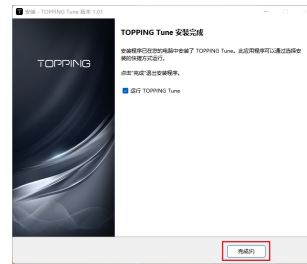 安装 - TOPPING Tune 版本 1.01
TOPPING Tune 安装完成
安装程序已在您的电脑中安装了 TOPPING Tune。此应用程序可以通过选择安
装的快捷方式运行。
点击“完成”退出安装程序。
运行 TOPPING Tune
TOPPING
完成(F)